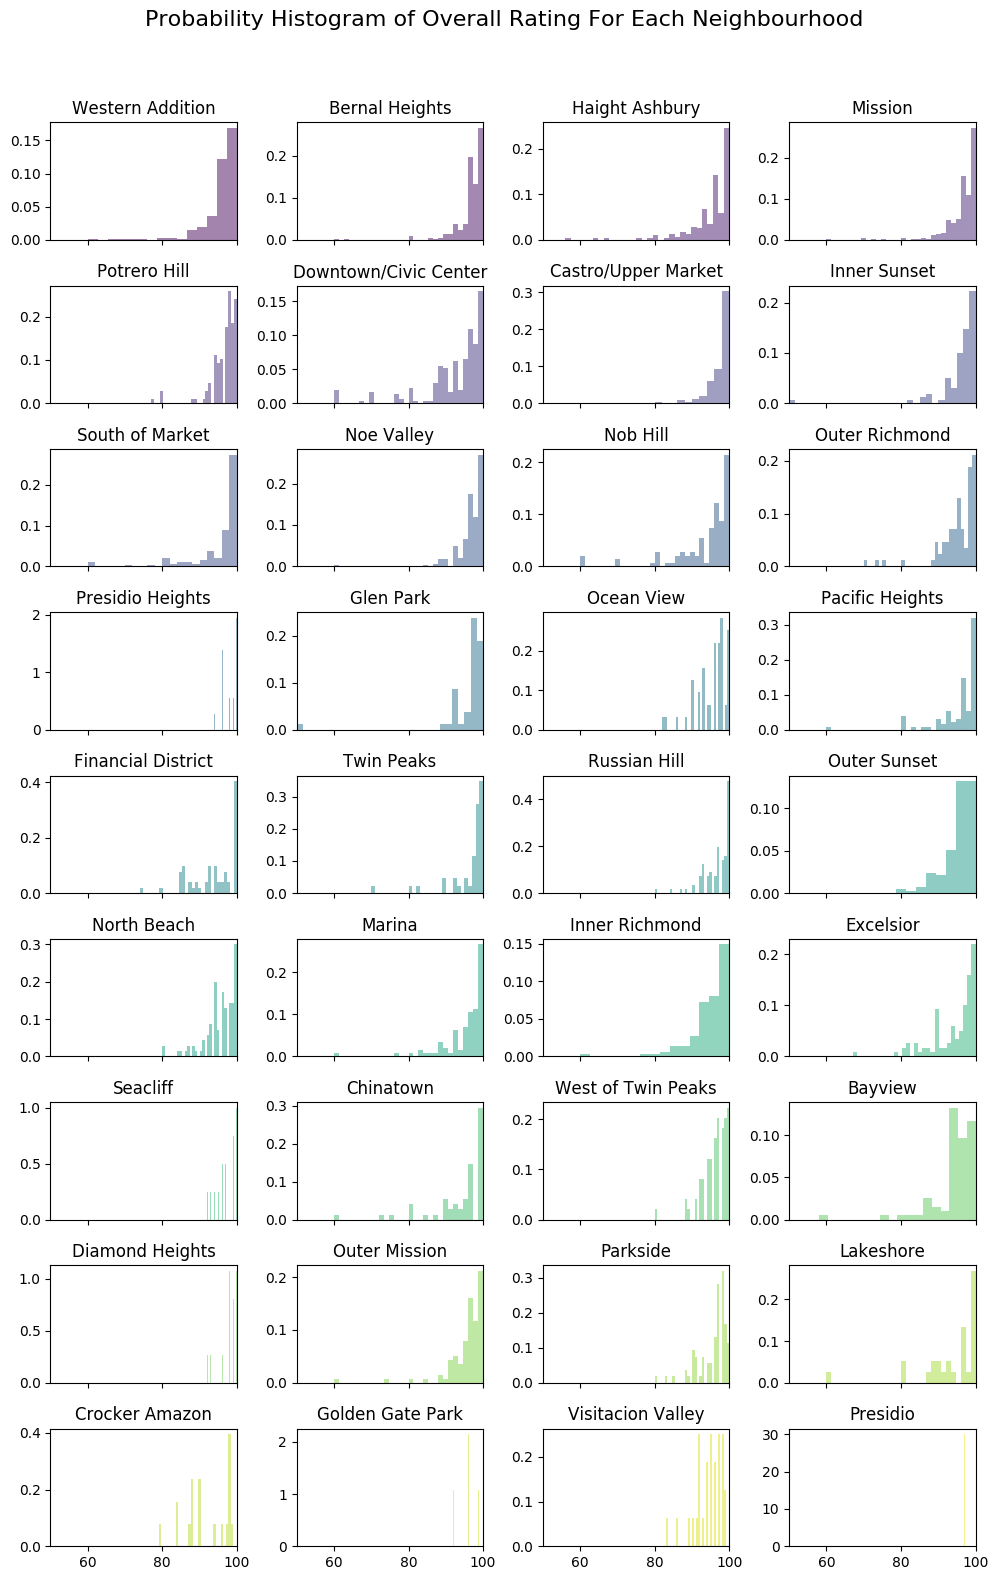 Probability Histogram of Overall Rating For Each Neighbourhood
Western Addition Bernal Heights Haight Ashbury Mission
0.15 0.10 0.05 0.00
0.2 0.1 0.0
0.2 0.1 0.0
0.2 0.1 0.0
Potrero Hill Downtown/Civic Center Castro/Upper Market Inner Sunset
0.2 0.1 0.0
0.15 0.10 0.05 0.00
0.3 0.2 0.1 0.0
0.2 0.1 0.0
South of Market Noe Valley Nob Hill Outer Richmond
0.2 0.1 0.0
0.2 0.1 0.0
0.2 0.1 0.0
0.2 0.1 0.0
Presidio Heights Glen Park Ocean View Pacific Heights
2 1 0
0.2 0.1 0.0
0.2 0.1 0.0
0.3 0.2 0.1 0.0
Financial District Twin Peaks Russian Hill Outer Sunset
0.4 0.2 0.0
0.3 0.2 0.1 0.0
0.4 0.2 0.0
0.10 0.05 0.00
North Beach Marina Inner Richmond Excelsior
0.3 0.2 0.1 0.0
0.2 0.1 0.0
0.15 0.10 0.05 0.00
0.2 0.1 0.0
Seacliff Chinatown West of Twin Peaks Bayview
1.0 0.5 0.0
0.3 0.2 0.1 0.0
0.2 0.1 0.0
0.10 0.05 0.00
Diamond Heights Outer Mission Parkside Lakeshore
1.0 0.5 0.0
0.2 0.1 0.0
0.3 0.2 0.1 0.0
0.2 0.1 0.0
Crocker Amazon Golden Gate Park Visitacion Valley Presidio
0.4 0.2 0.0
2 1 0
0.2 0.1 0.0
30 20 10 0
60 80 100 60 80 100 60 80 100 60 80 100